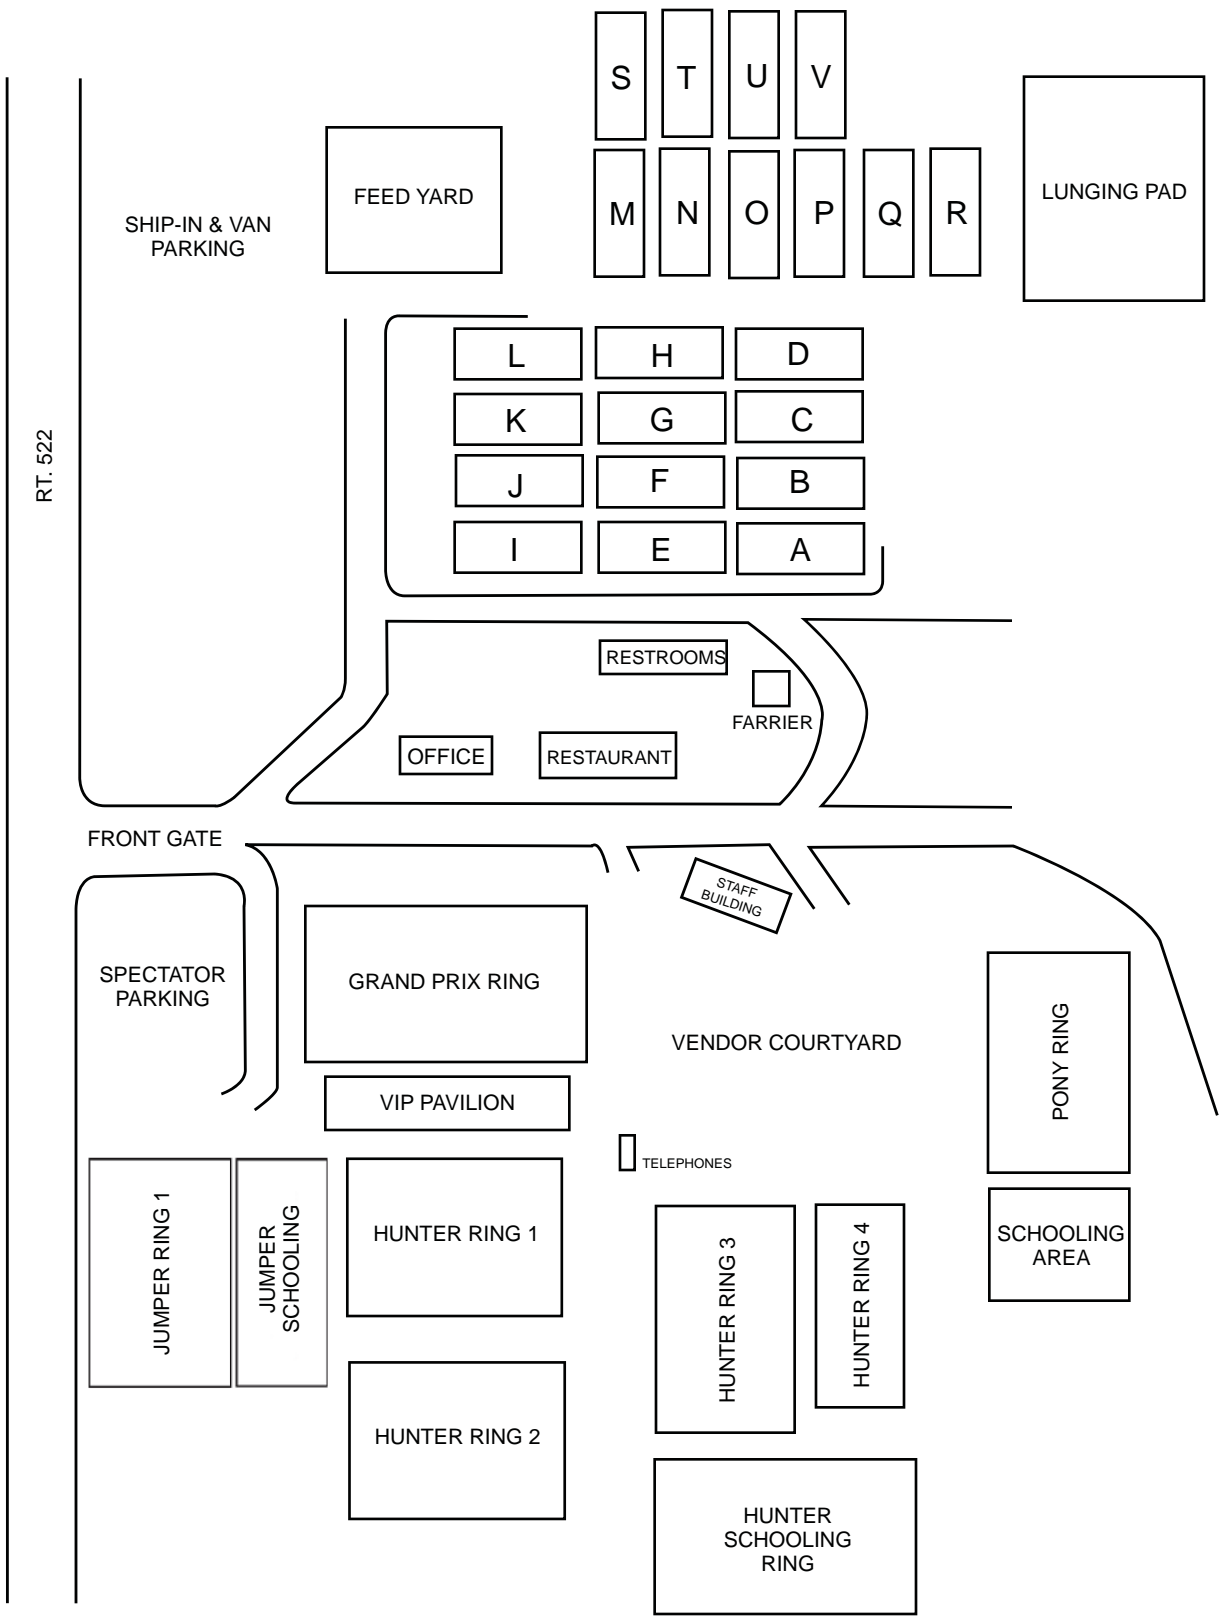 S T U V
LUNGING PAD
FEED YARD
M N O P Q R
SHIP-IN & VAN
PARKING
L H D
K G C
RT. 522
J F B
I E A
RESTROOMS
FARRIER
OFFICE
RESTAURANT
FRONT GATE
STAFF
BUILDING
SPECTATOR
PARKING
GRAND PRIX RING
VENDOR COURTYARD
PONY RING
VIP PAVILION
TELEPHONES
JUMPER RING 1
JUMPER
SCHOOLING
HUNTER RING 1
HUNTER RING 3
HUNTER RING 4
SCHOOLING
AREA
HUNTER RING 2
HUNTER
SCHOOLING
RING